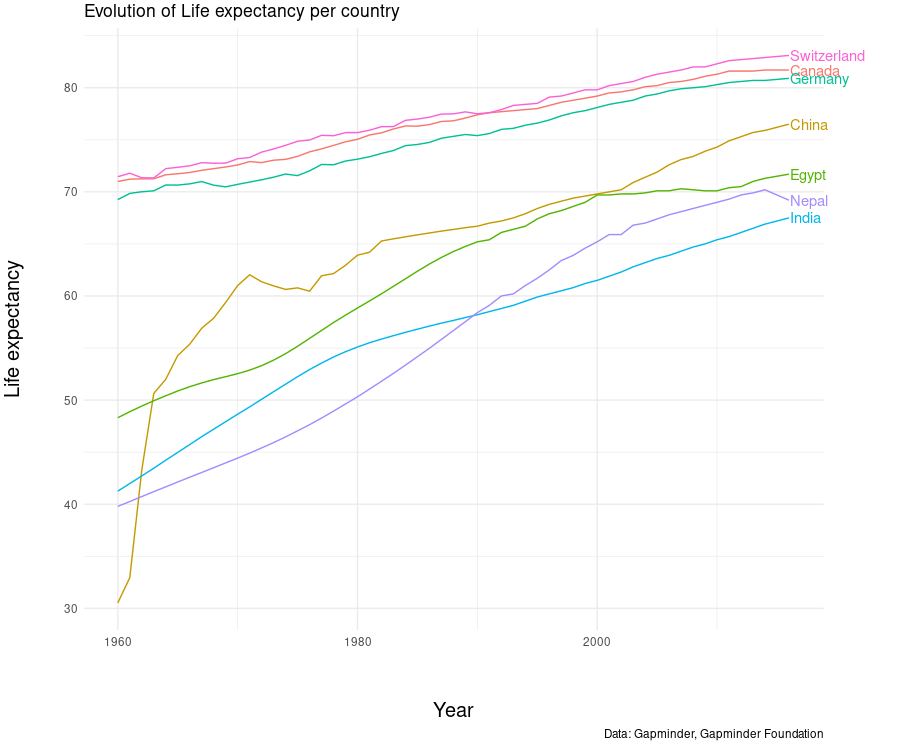 Evolution of Life expectancy per country
Life expectancy
80
70
60
50
40
30
Switzerland
Canada
Germany
China
Egypt
Nepal
India
1960 1980 2000
Year
Data: Gapminder, Gapminder Foundation